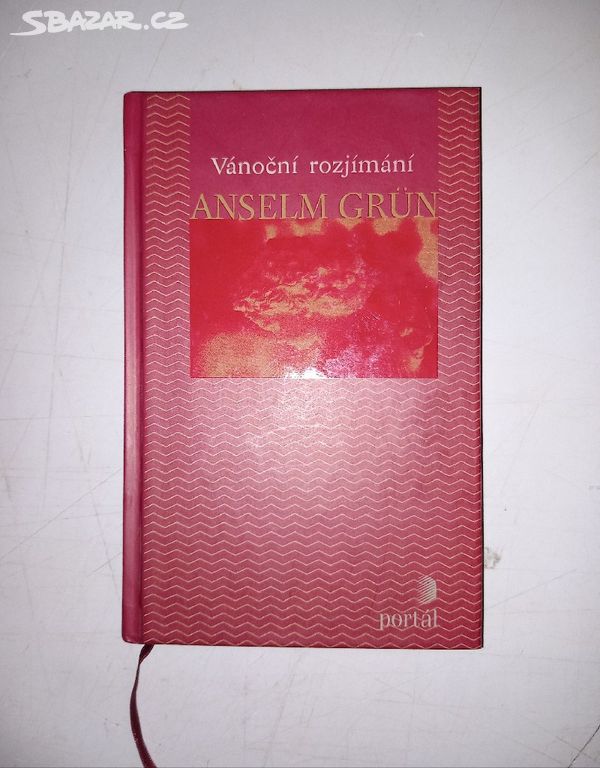 SBAZAR.CZ
Vánoční rozjímání
ANSELM GRÜN
portál